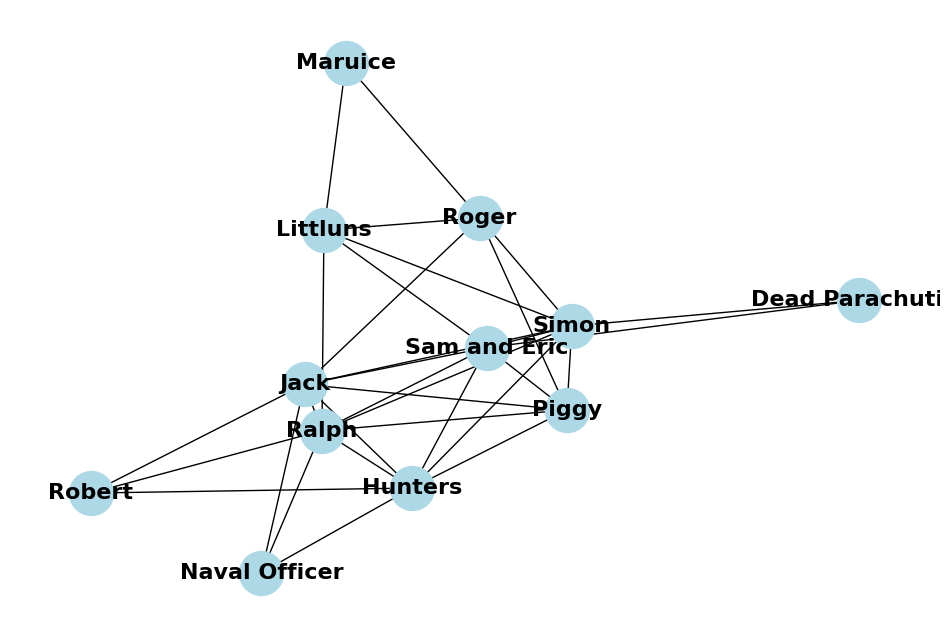 Maruice
Roger
Littluns
Dead Parachuti
Simon
Sam and Eric
Jack
Piggy
Ralph
Hunters
Robert
Naval Officer